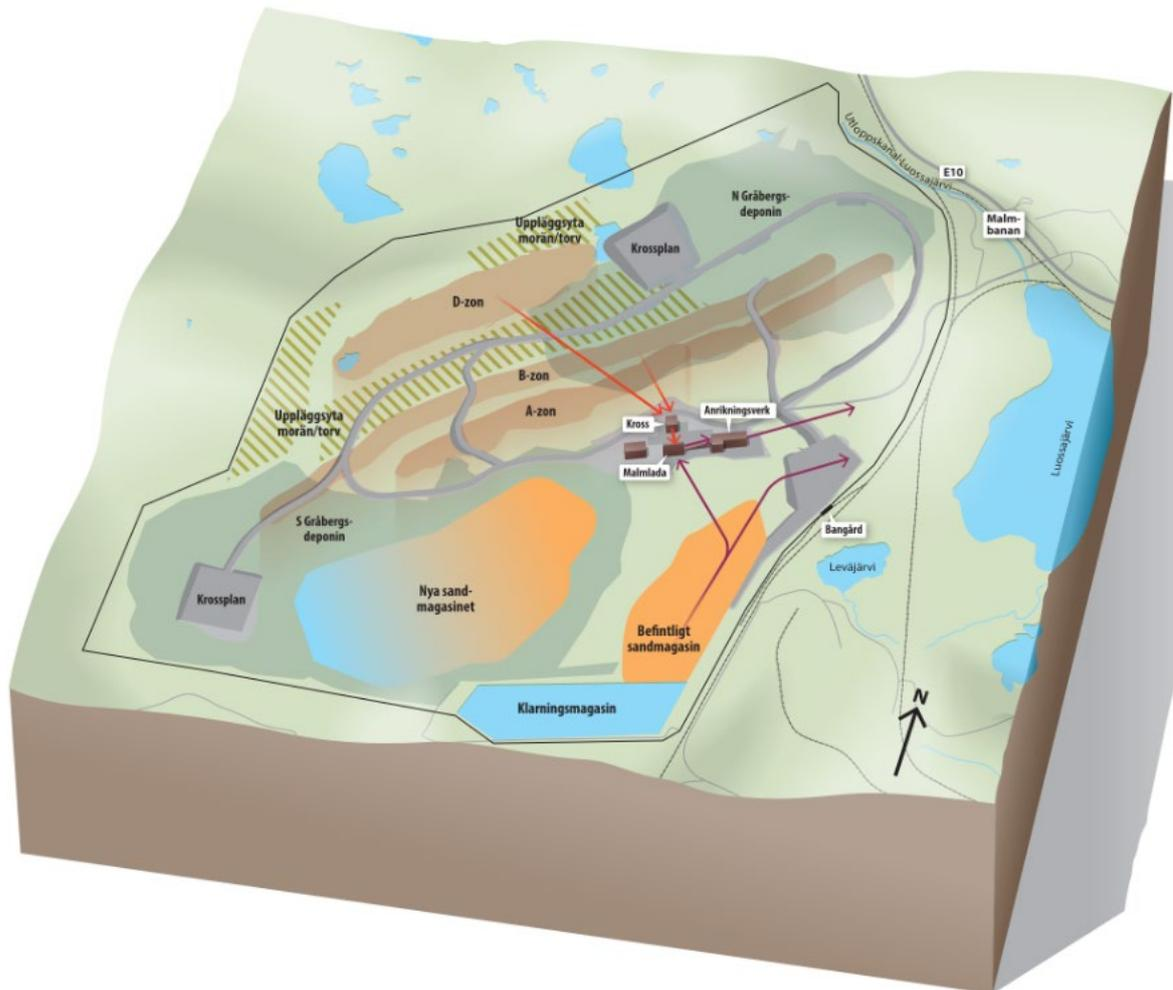 Utloppskanal Luossajärvi
E10
N Gråbergs-
deponin
Malm-
banan
Uppläggsyta
morän/torv
Krossplan
D-zon
B-zon
Anrikningsverk
A-zon
Kross
Uppläggsyta
morän/torv
Malmlada
Luossajärvi
S Gråbergs-
deponin
Bangård
Leväjärvi
Nya sand-
magasinet
Krossplan
Befintligt
sandmagasin
N
Klarningsmagasin